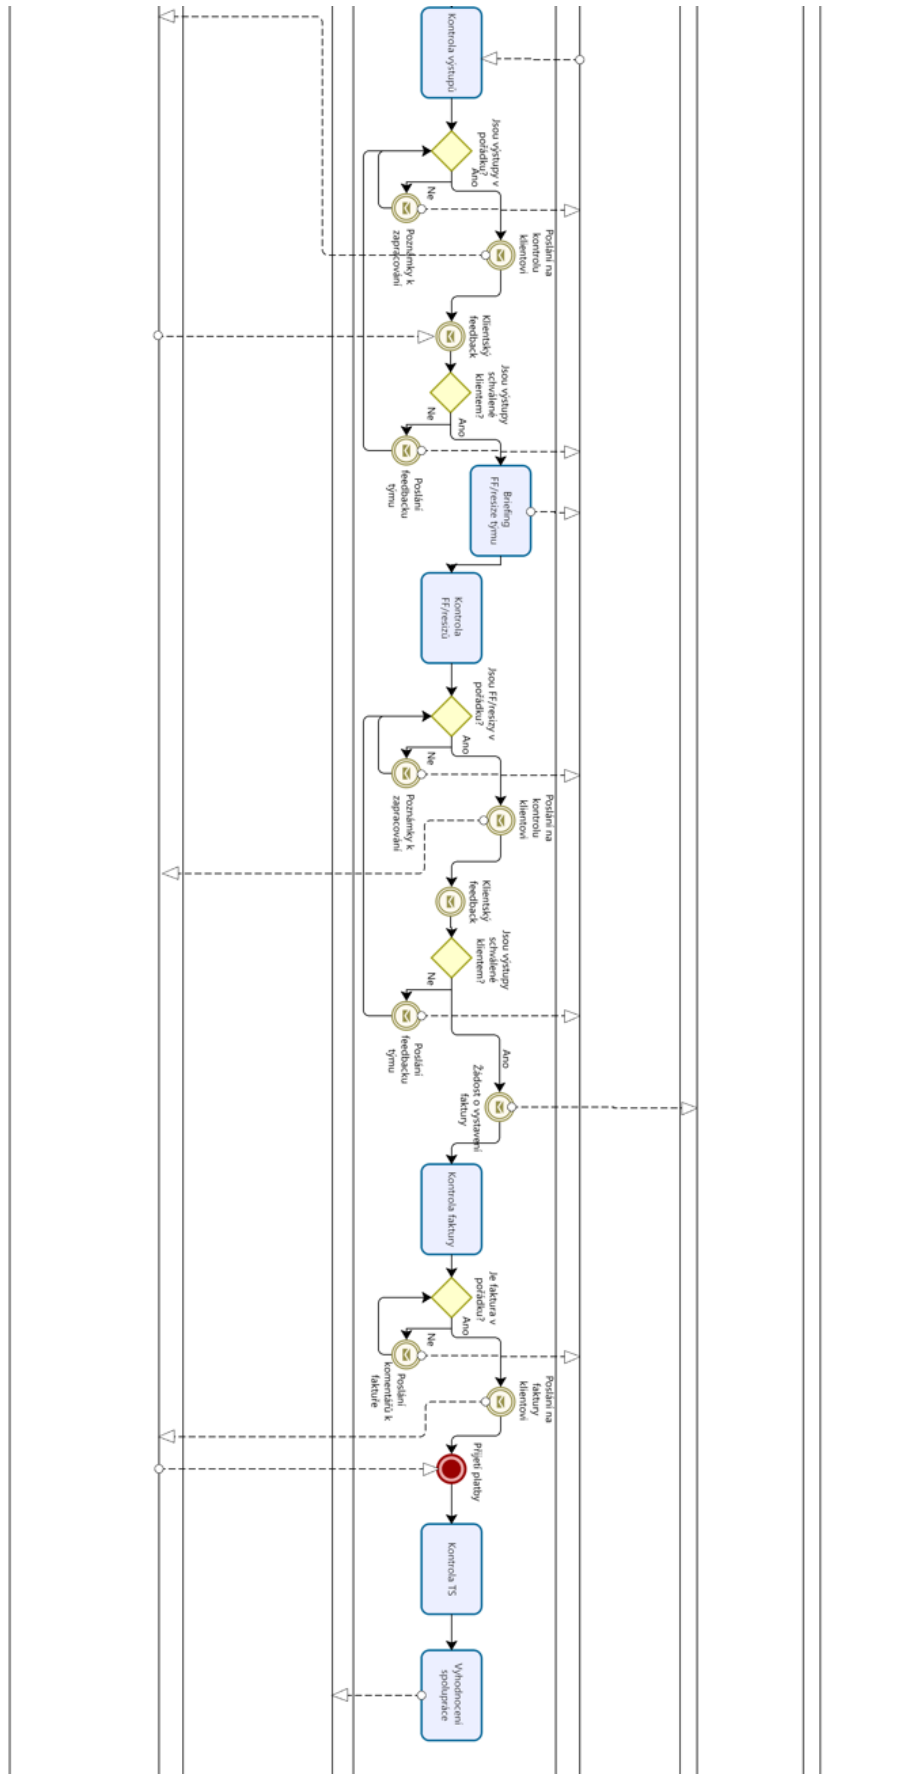 Kontrola výstupů
Jsou výstupy v
pořádku?
Ano
Ne
Poznámky k
zapracování
Poslání na
kontrolu
klientovi
Klientský
feedback
Jsou výstupy
schválené
klientem?
Ano
Ne
Poslání
feedbacku
týmu
Briefing
FF/resize týmu
Kontrola
FF/resizů
Jsou FF/resizy v
pořádku?
Ano
Ne
Poznámky k
zapracování
Poslání na
kontrolu
klientovi
Klientský
feedback
Jsou výstupy
schválené
klientem?
Ne
Poslání
feedbacku
týmu
Ano
Žádost o vystavení
faktury
Kontrola faktury
Je faktura v
pořádku?
Ano
Ne
Poslání
komentářů k
faktuře
Poslání na
faktury
klientovi
Přijetí platby
Kontrola TS
Vyhodnocení
spolupráce